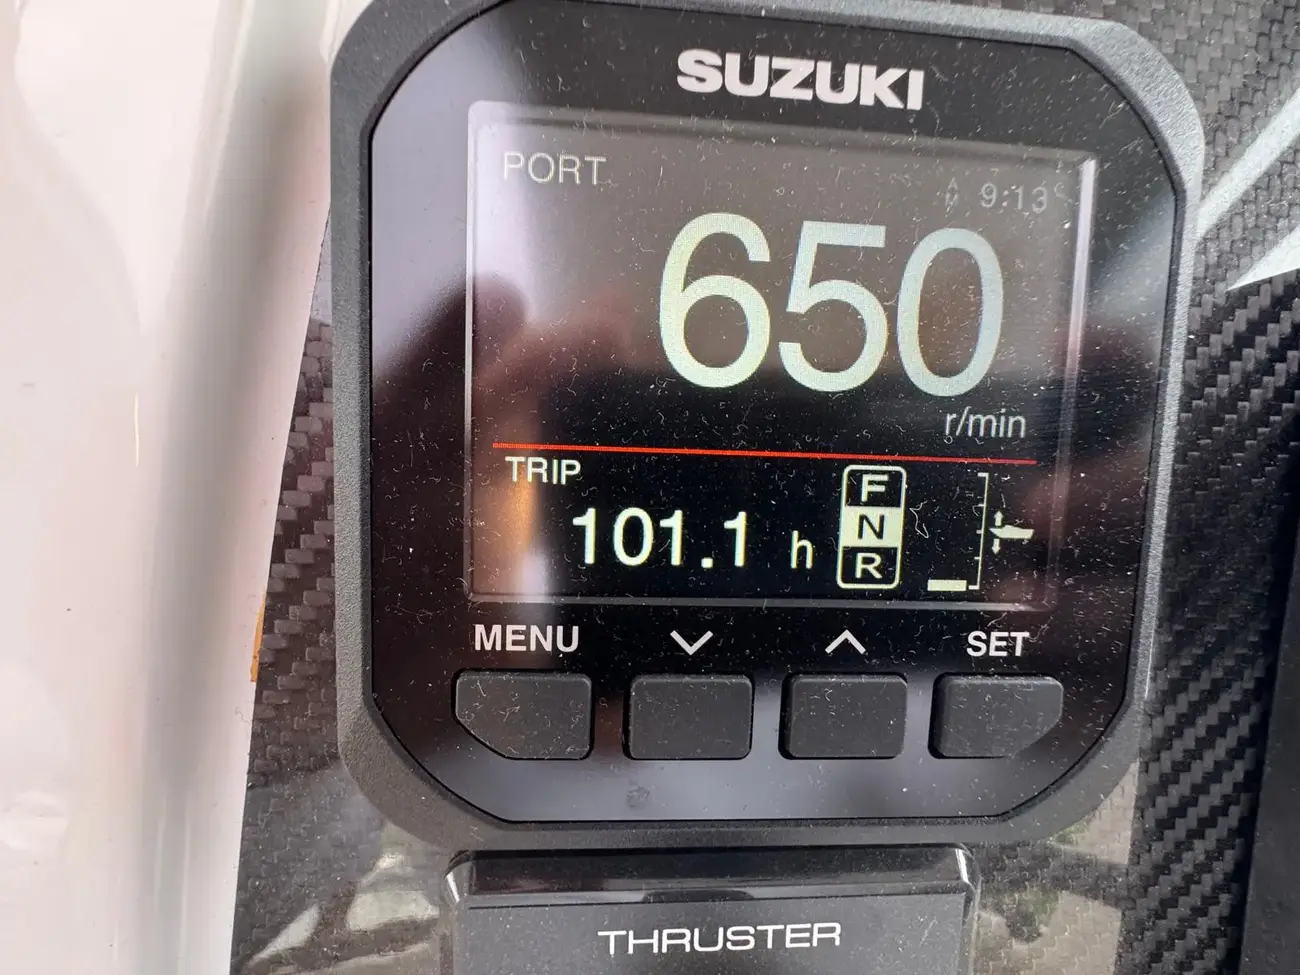 SUZUKI
PORT
9:13
650
r/min
TRIP
101.1 h
F
N
R
MENU
SET
THRUSTER